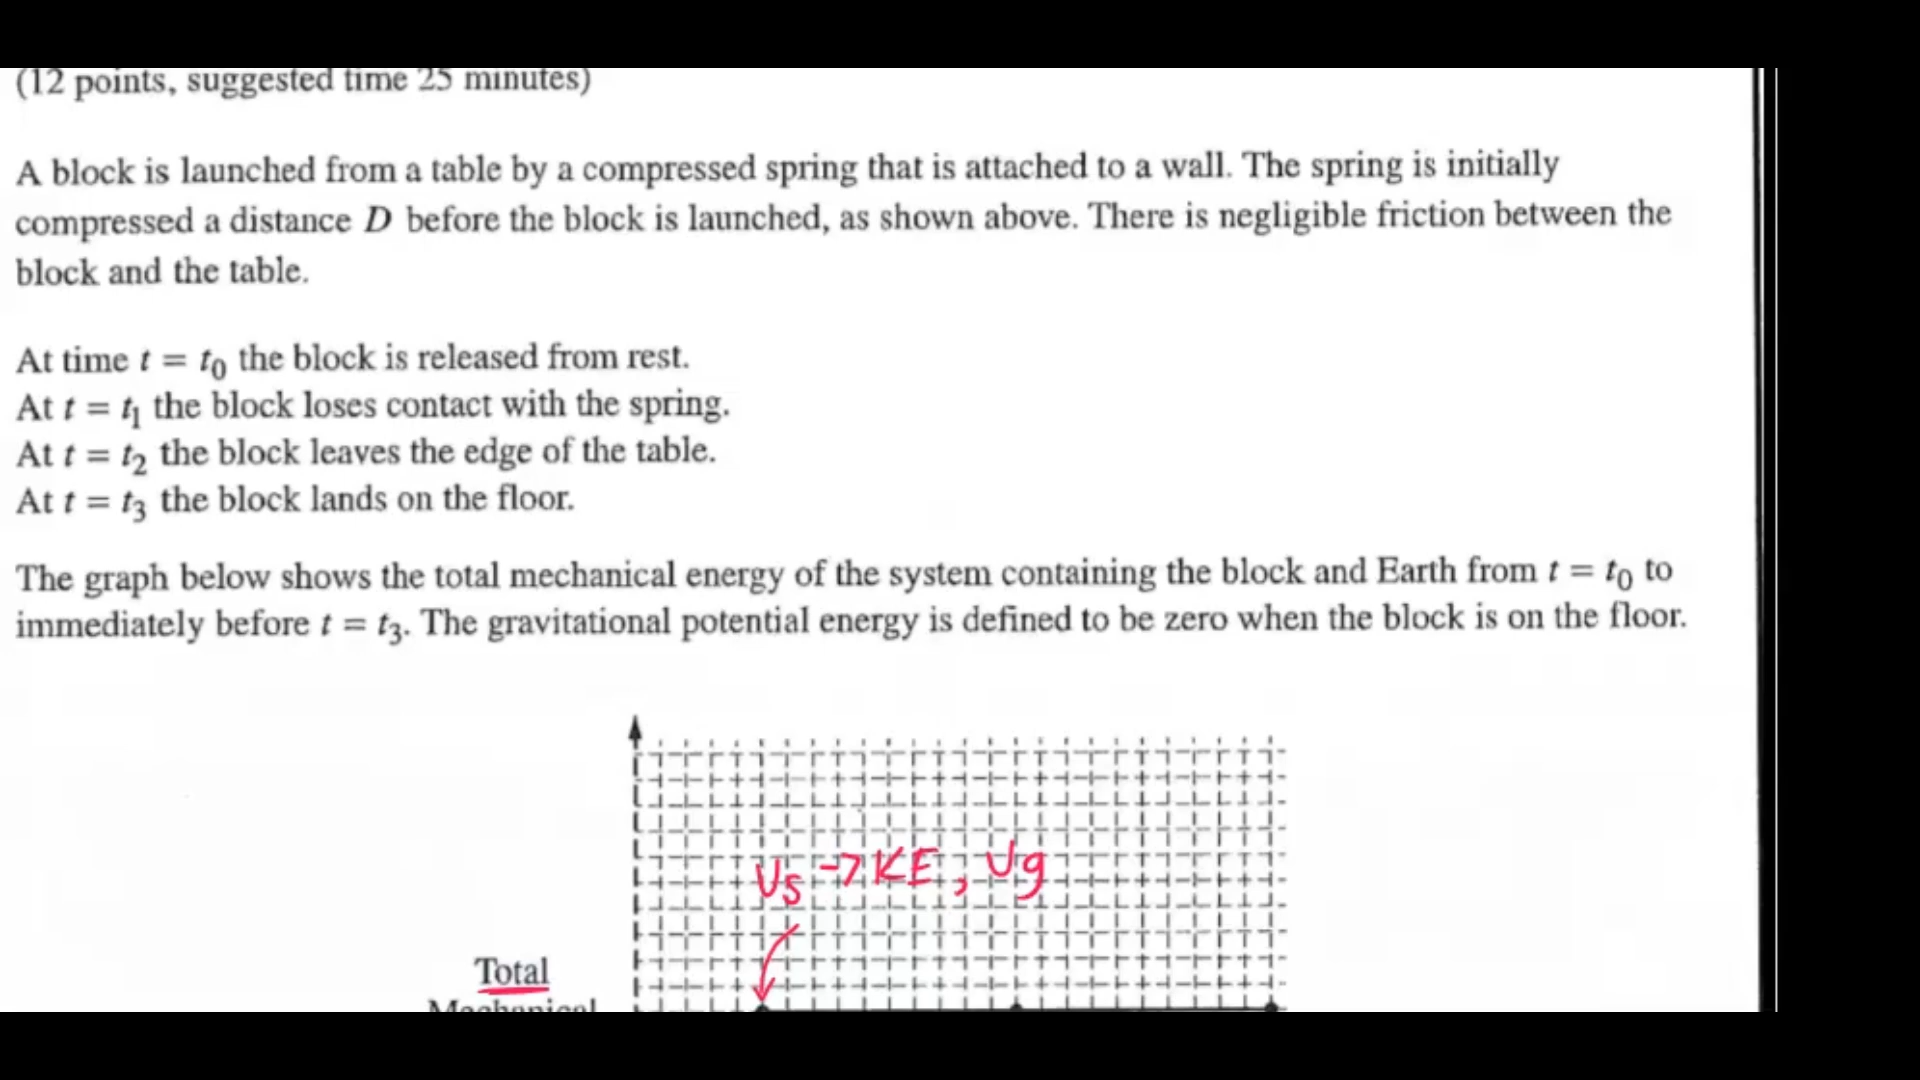 (12 points, suggested time 25 minutes)
A block is launched from a table by a compressed spring that is attached to a wall. The spring is initially
compressed a distance D before the block is launched, as shown above. There is negligible friction between the
block and the table.
At time t = t₀ the block is released from rest.
At t = t₁ the block loses contact with the spring.
At t = t₂ the block leaves the edge of the table.
At t = t₃ the block lands on the floor.
The graph below shows the total mechanical energy of the system containing the block and Earth from t = t₀ to
immediately before t = t₃. The gravitational potential energy is defined to be zero when the block is on the floor.
Us → KE, Ug
Total
Mechanical